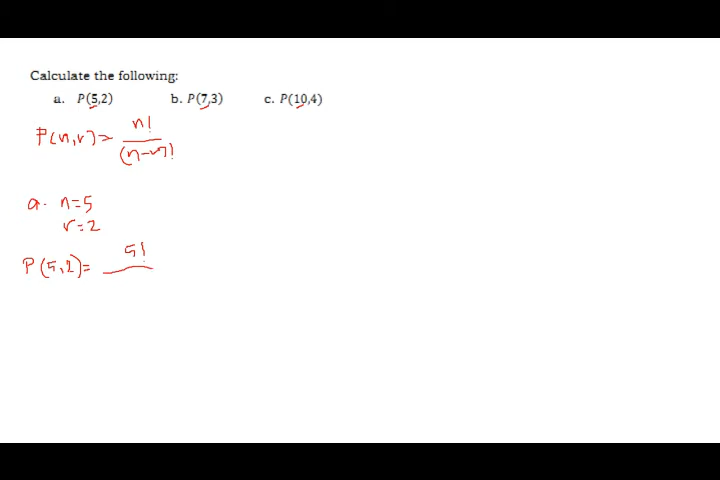 Calculate the following:
a. P(5,2) b. P(7,3) c. P(10,4)
P(n,r) = n!
(n-r)!
a. n=5
r=2
P(5,2)= 5!